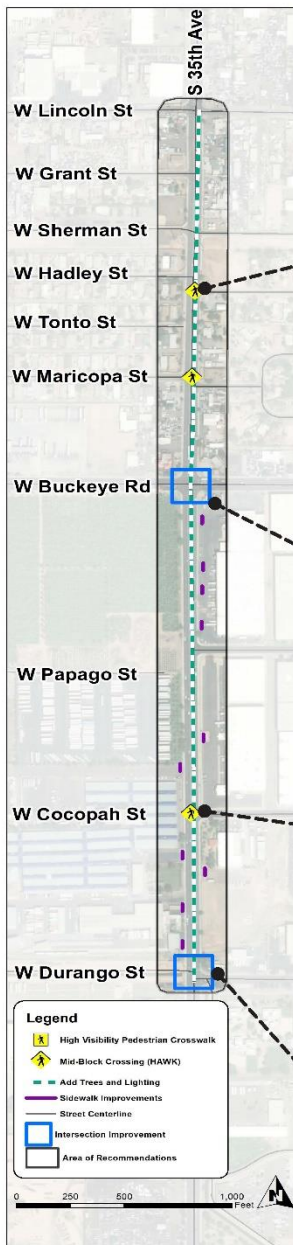 S 35th Ave
W Lincoln St
W Grant St
W Sherman St
W Hadley St
W Tonto St
W Maricopa St
W Buckeye Rd
W Papago St
W Cocopah St
W Durango St
Legend
High Visibility Pedestrian Crosswalk
Mid-Block Crossing (HAWK)
Add Trees and Lighting
Sidewalk Improvements
Street Centerline
Intersection Improvement
Area of Recommendations
0 250 500 1,000
Feet
N